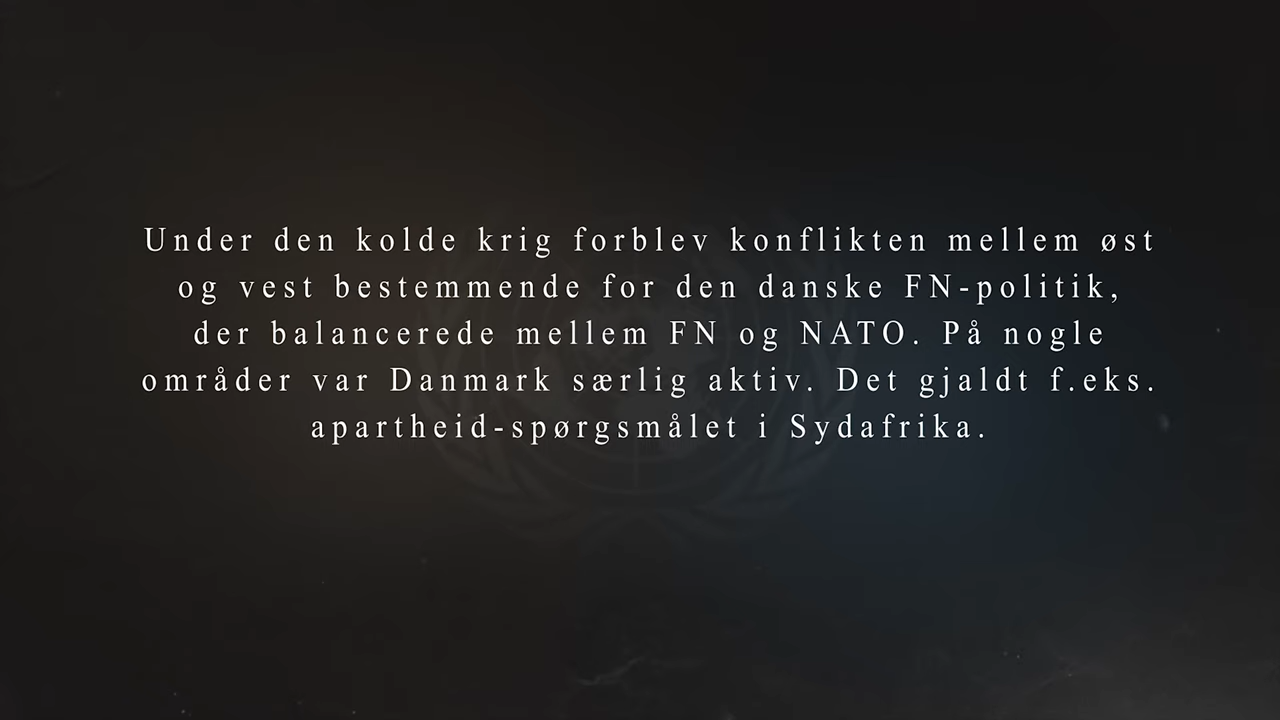 Under den kolde krig forblev konflikten mellem øst
og vest bestemmende for den danske FN-politik,
der balancerede mellem FN og NATO. På nogle
områder var Danmark særlig aktiv. Det gjaldt f.eks.
apartheid-spørgsmålet i Sydafrika.